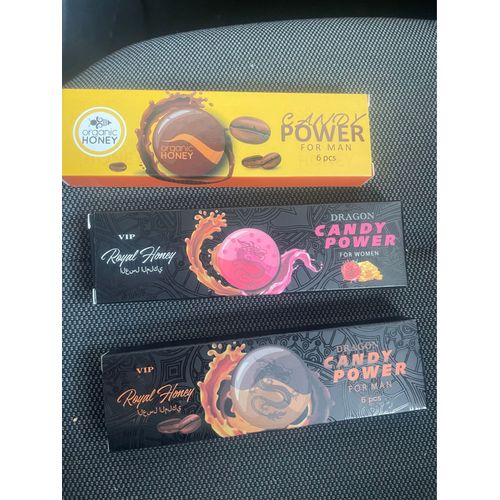 organic
HONEY
organic
HONEY
CANDY
POWER
FOR MAN
6 pcs
VIP
Royal Honey
DRAGON
CANDY
POWER
FOR WOMEN
VIP
Royal Honey
DRAGON
CANDY
POWER
FOR MAN
6 pcs